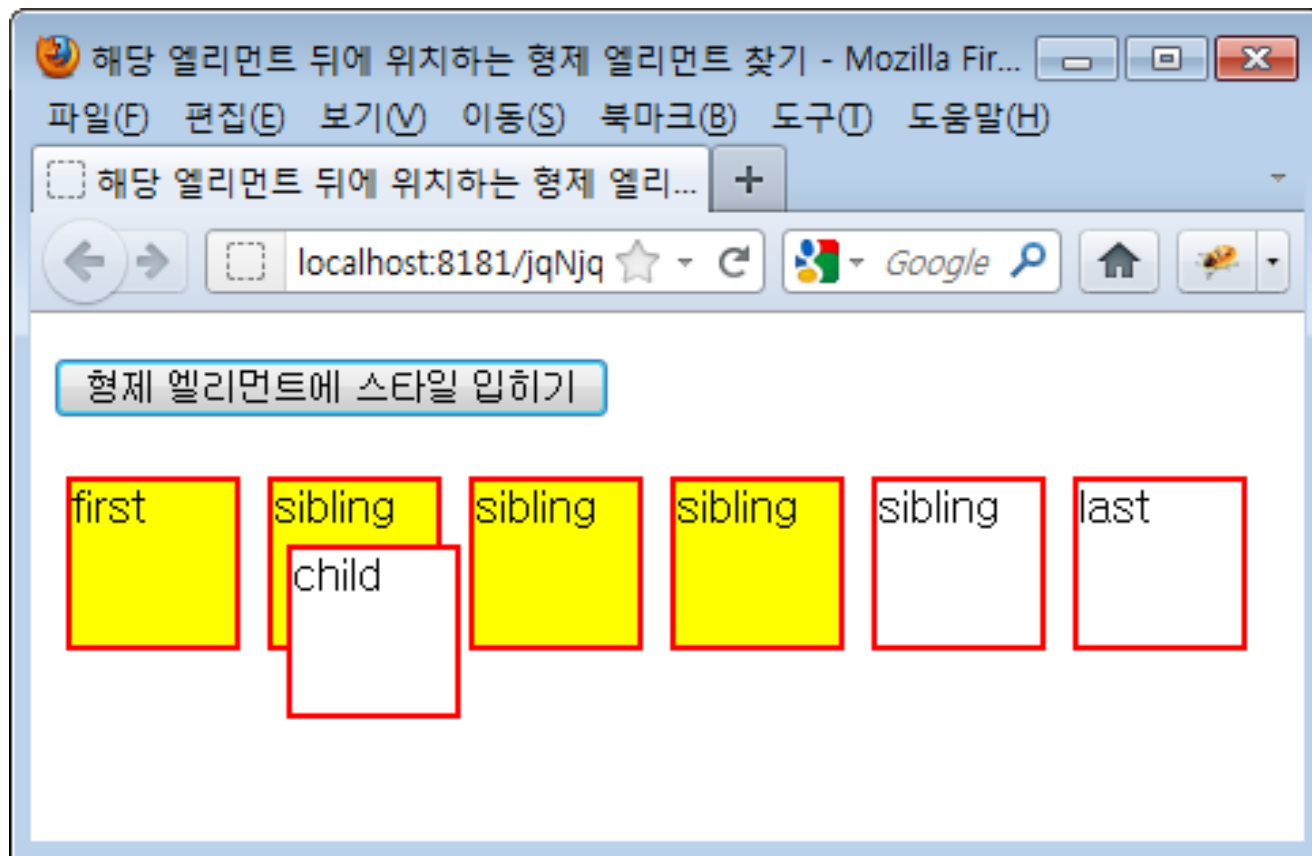 해당 엘리먼트 뒤에 위치하는 형제 엘리먼트 찾기 - Mozilla Fir...
파일(F) 편집(E) 보기(V) 이동(S) 북마크(B) 도구(T) 도움말(H)
해당 엘리먼트 뒤에 위치하는 형제 엘리...
localhost:8181/jqNjq Google
형제 엘리먼트에 스타일 입히기
first sibling sibling sibling sibling last
child